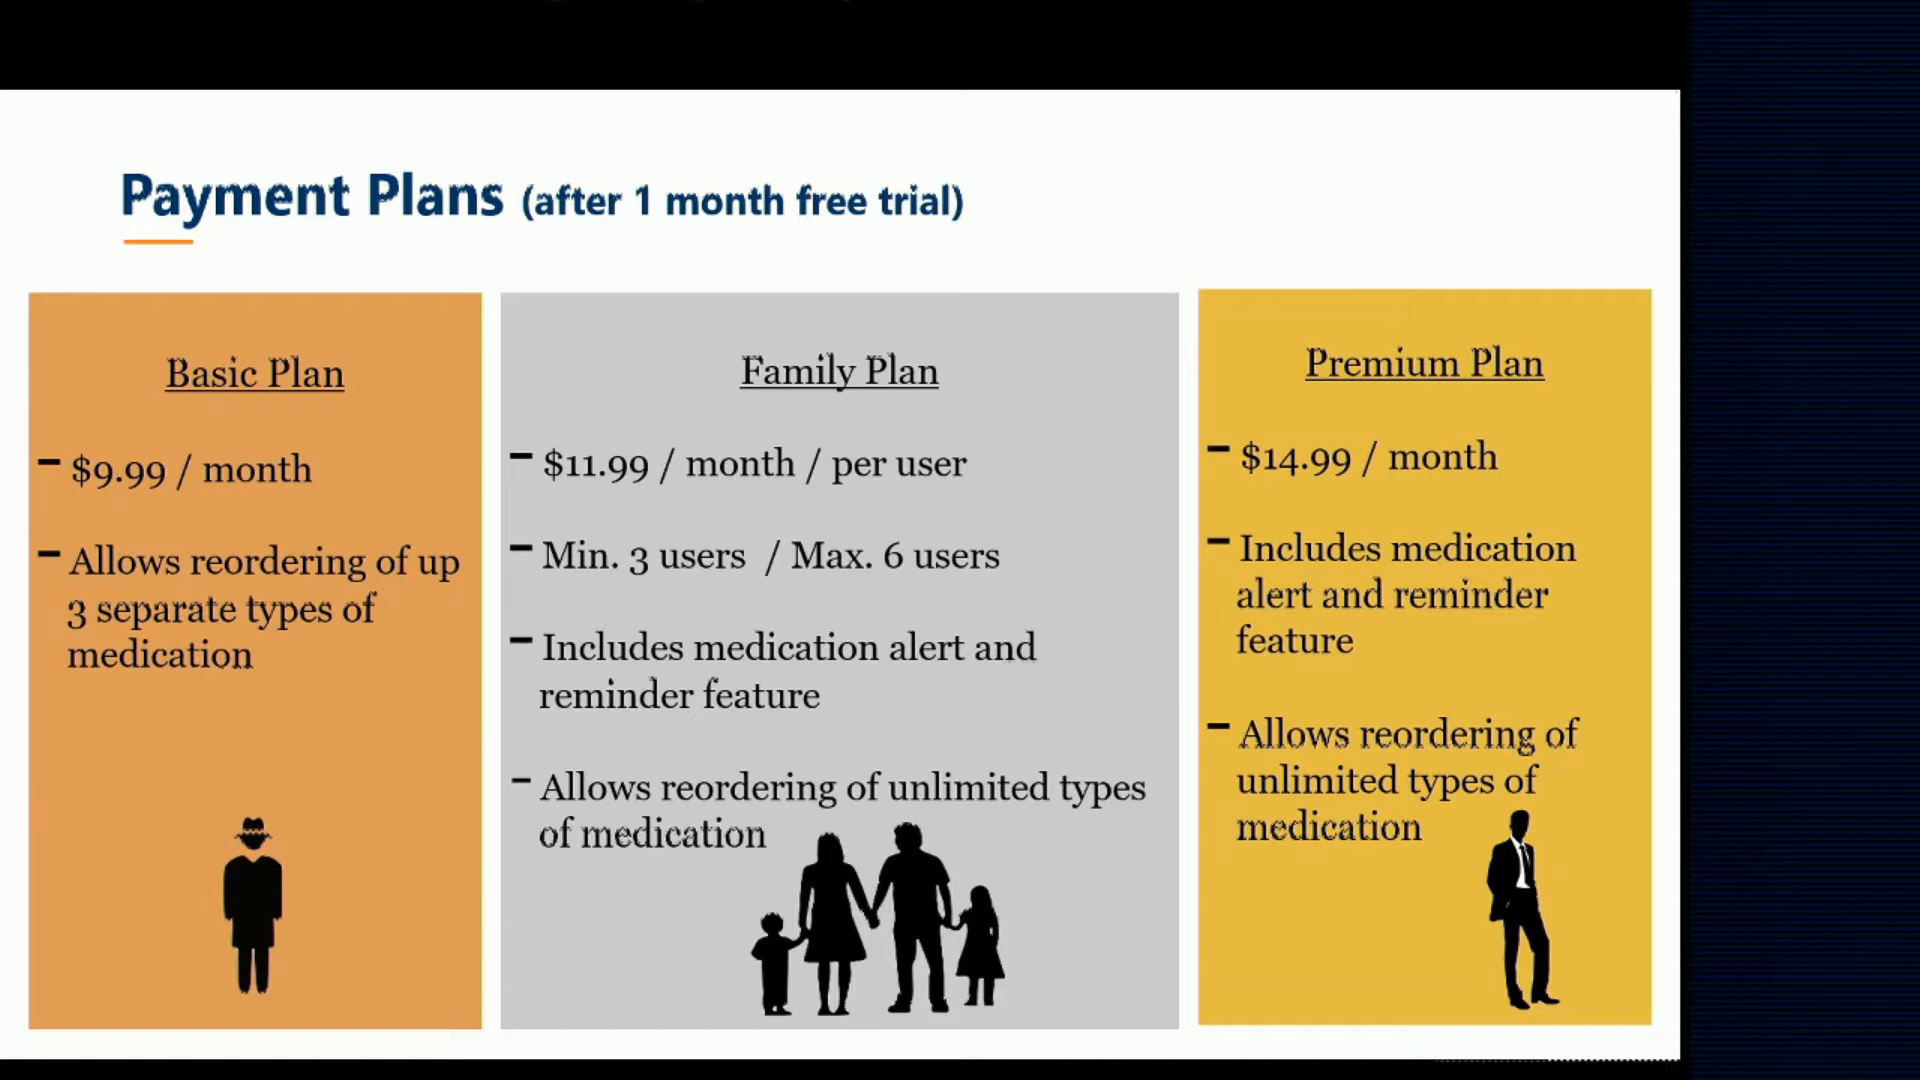 Payment Plans (after 1 month free trial)
Basic Plan
- $9.99 / month
- Allows reordering of up
3 separate types of
medication
Family Plan
- $11.99 / month / per user
- Min. 3 users / Max. 6 users
- Includes medication alert and
reminder feature
- Allows reordering of unlimited types
of medication
Premium Plan
- $14.99 / month
- Includes medication
alert and reminder
feature
- Allows reordering of
unlimited types of
medication